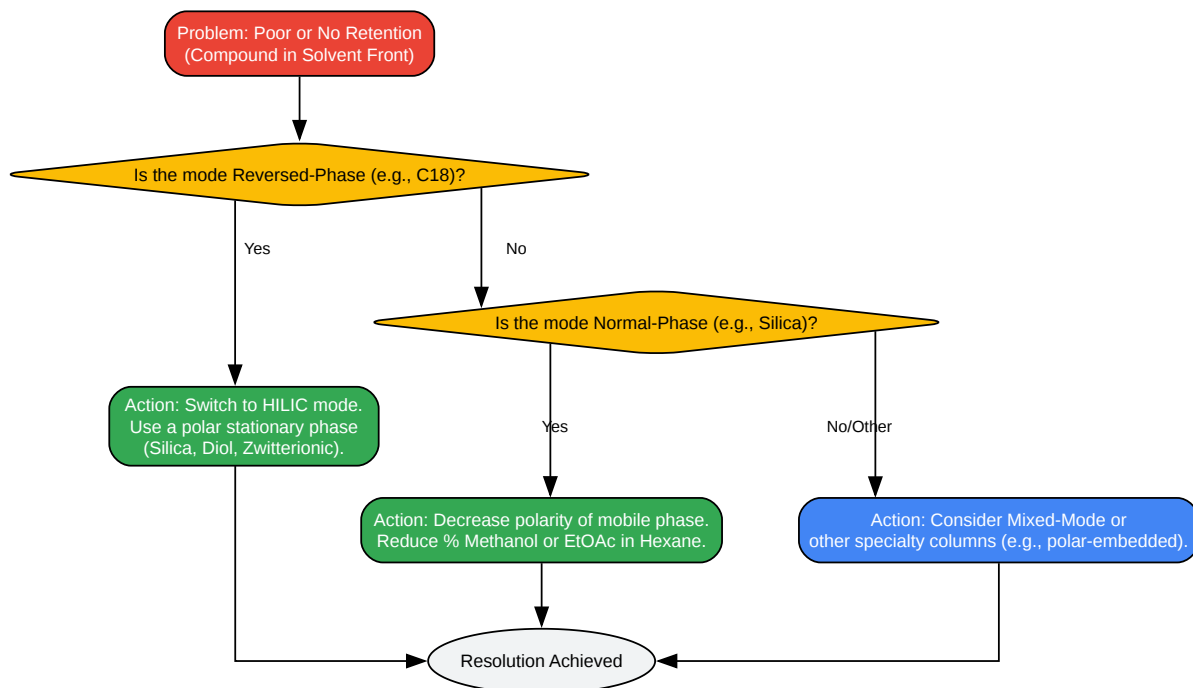 Problem: Poor or No Retention
(Compound in Solvent Front)
Is the mode Reversed-Phase (e.g., C18)?
Yes
No
Is the mode Normal-Phase (e.g., Silica)?
Action: Switch to HILIC mode.
Use a polar stationary phase
(Silica, Diol, Zwitterionic).
Yes
No/Other
Action: Decrease polarity of mobile phase.
Reduce % Methanol or EtOAc in Hexane.
Action: Consider Mixed-Mode or
other specialty columns (e.g., polar-embedded).
Resolution Achieved